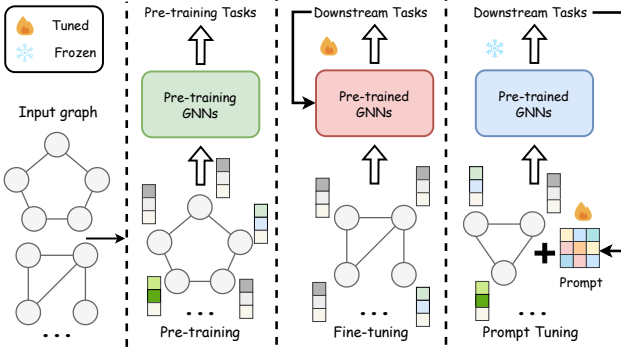 Tuned
Frozen
Input graph
...
Pre-training Tasks
Pre-training
GNNs
...
Pre-training
Downstream Tasks
Pre-trained
GNNs
...
Fine-tuning
Downstream Tasks
Pre-trained
GNNs
+
Prompt
...
Prompt Tuning